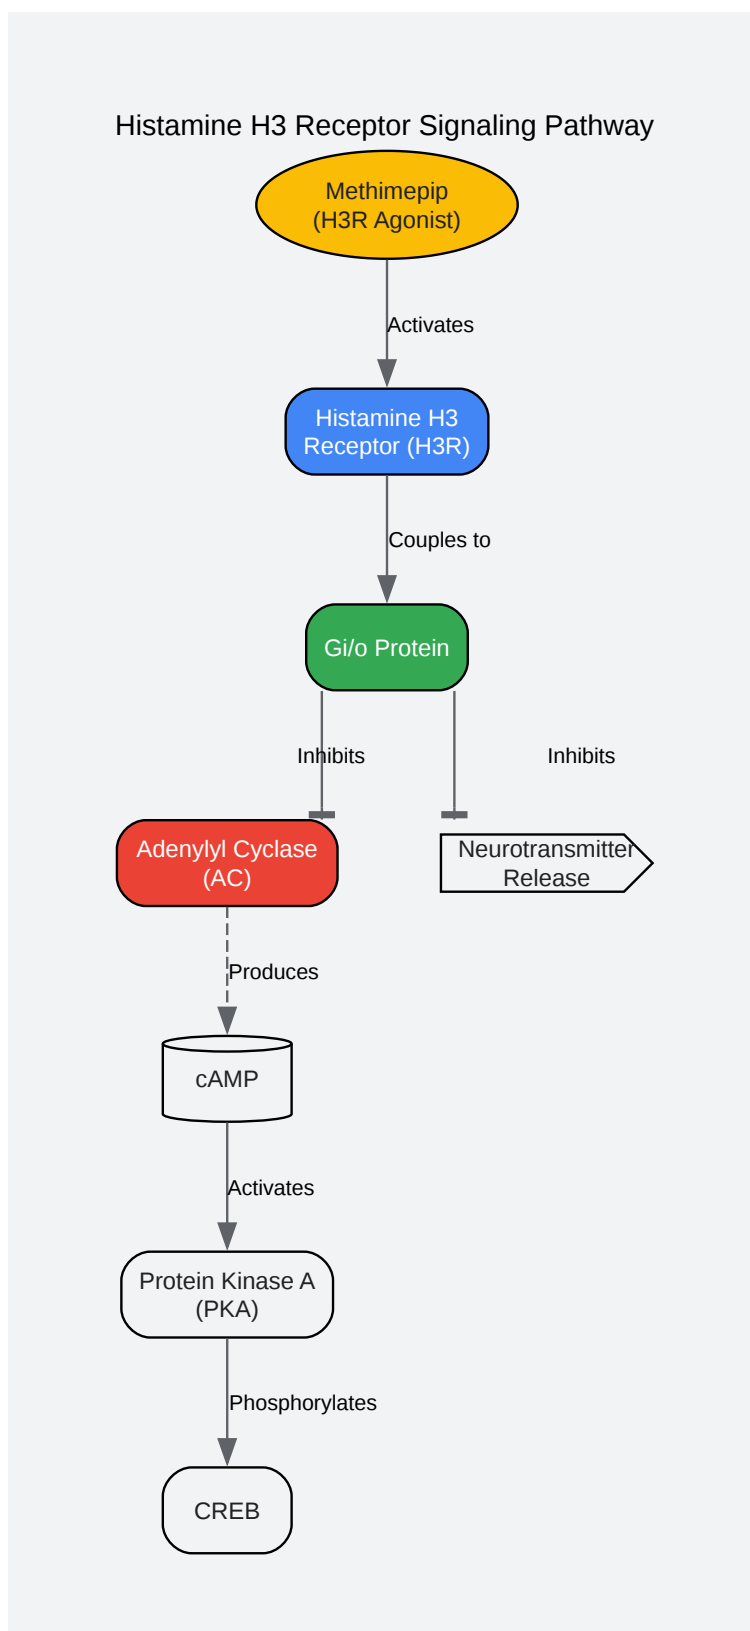 Histamine H3 Receptor Signaling Pathway
Methimepip
(H3R Agonist)
Activates
Histamine H3
Receptor (H3R)
Couples to
Gi/o Protein
Inhibits
Inhibits
Adenylyl Cyclase
(AC)
Neurotransmitter
Release
Produces
cAMP
Activates
Protein Kinase A
(PKA)
Phosphorylates
CREB